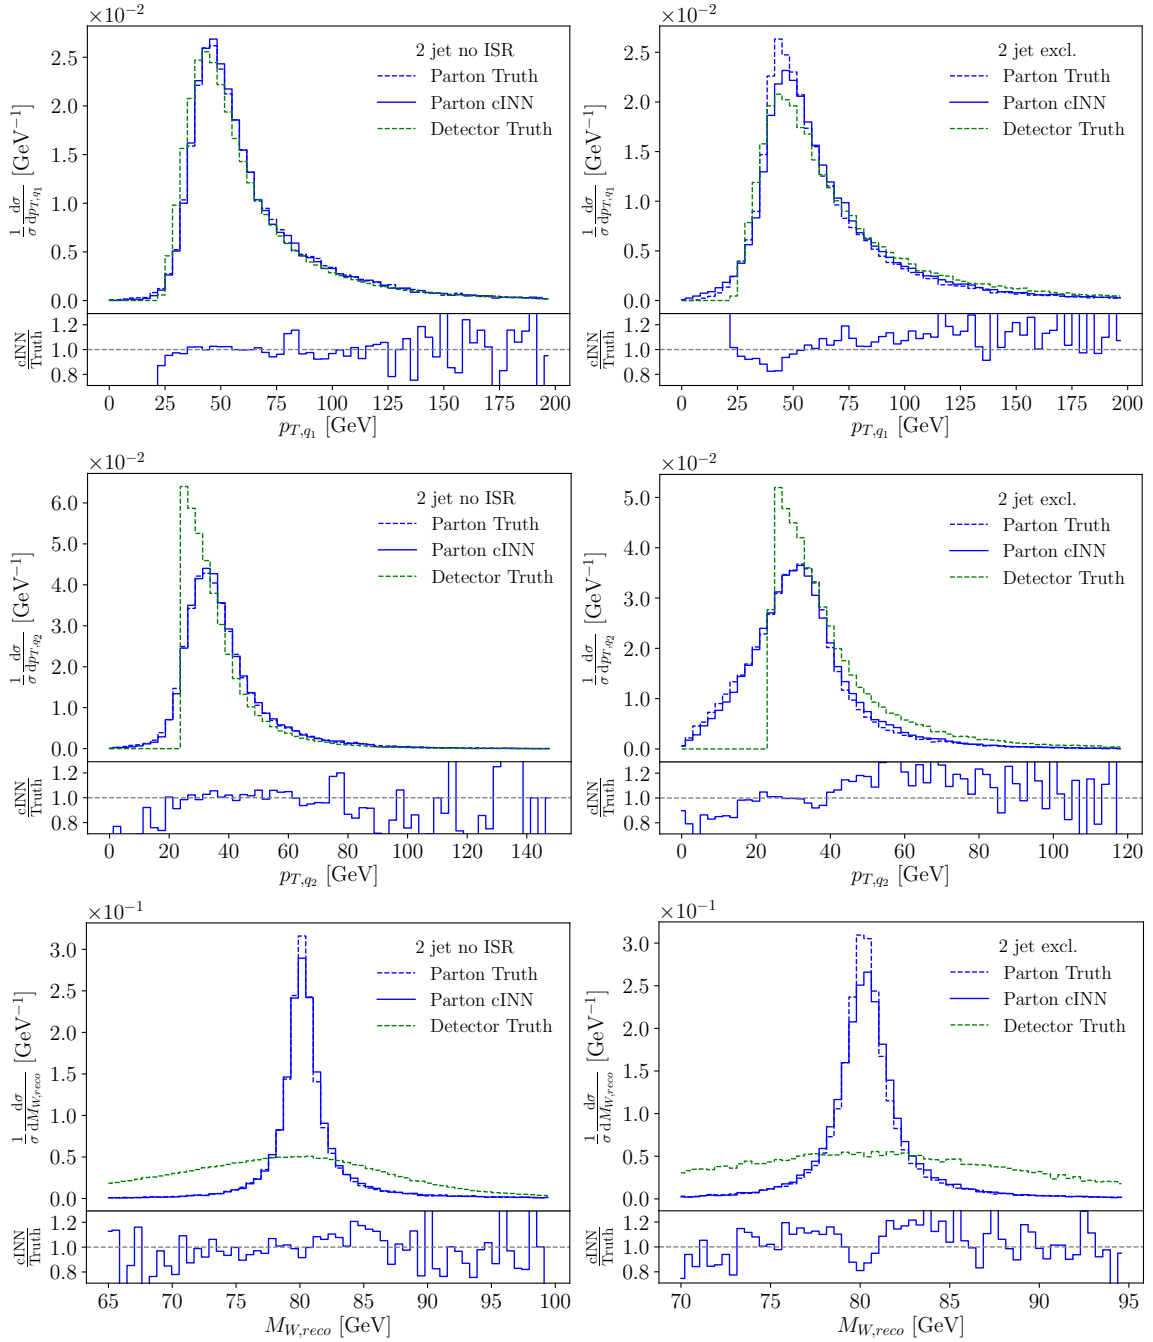 ×10⁻²
2 jet no ISR
Parton Truth
Parton cINN
Detector Truth
2.5
2.0
1.5
1.0
0.5
0.0
1/σ dσ/dp_{T,q₁} [GeV⁻¹]
1.2
1.0
0.8
cINN/Truth
0 25 50 75 100 125 150 175 200
p_{T,q₁} [GeV]
×10⁻²
2 jet excl.
Parton Truth
Parton cINN
Detector Truth
2.5
2.0
1.5
1.0
0.5
0.0
1/σ dσ/dp_{T,q₁} [GeV⁻¹]
1.2
1.0
0.8
cINN/Truth
0 25 50 75 100 125 150 175 200
p_{T,q₁} [GeV]
×10⁻²
2 jet no ISR
Parton Truth
Parton cINN
Detector Truth
6.0
5.0
4.0
3.0
2.0
1.0
0.0
1/σ dσ/dp_{T,q₂} [GeV⁻¹]
1.2
1.0
0.8
cINN/Truth
0 20 40 60 80 100 120 140
p_{T,q₂} [GeV]
×10⁻²
2 jet excl.
Parton Truth
Parton cINN
Detector Truth
5.0
4.0
3.0
2.0
1.0
0.0
1/σ dσ/dp_{T,q₂} [GeV⁻¹]
1.2
1.0
0.8
cINN/Truth
0 20 40 60 80 100 120
p_{T,q₂} [GeV]
×10⁻¹
2 jet no ISR
Parton Truth
Parton cINN
Detector Truth
3.0
2.5
2.0
1.5
1.0
0.5
0.0
1/σ dσ/dM_{W,reco} [GeV⁻¹]
1.2
1.0
0.8
cINN/Truth
65 70 75 80 85 90 95 100
M_{W,reco} [GeV]
×10⁻¹
2 jet excl.
Parton Truth
Parton cINN
Detector Truth
3.0
2.5
2.0
1.5
1.0
0.5
0.0
1/σ dσ/dM_{W,reco} [GeV⁻¹]
1.2
1.0
0.8
cINN/Truth
70 75 80 85 90 95
M_{W,reco} [GeV]